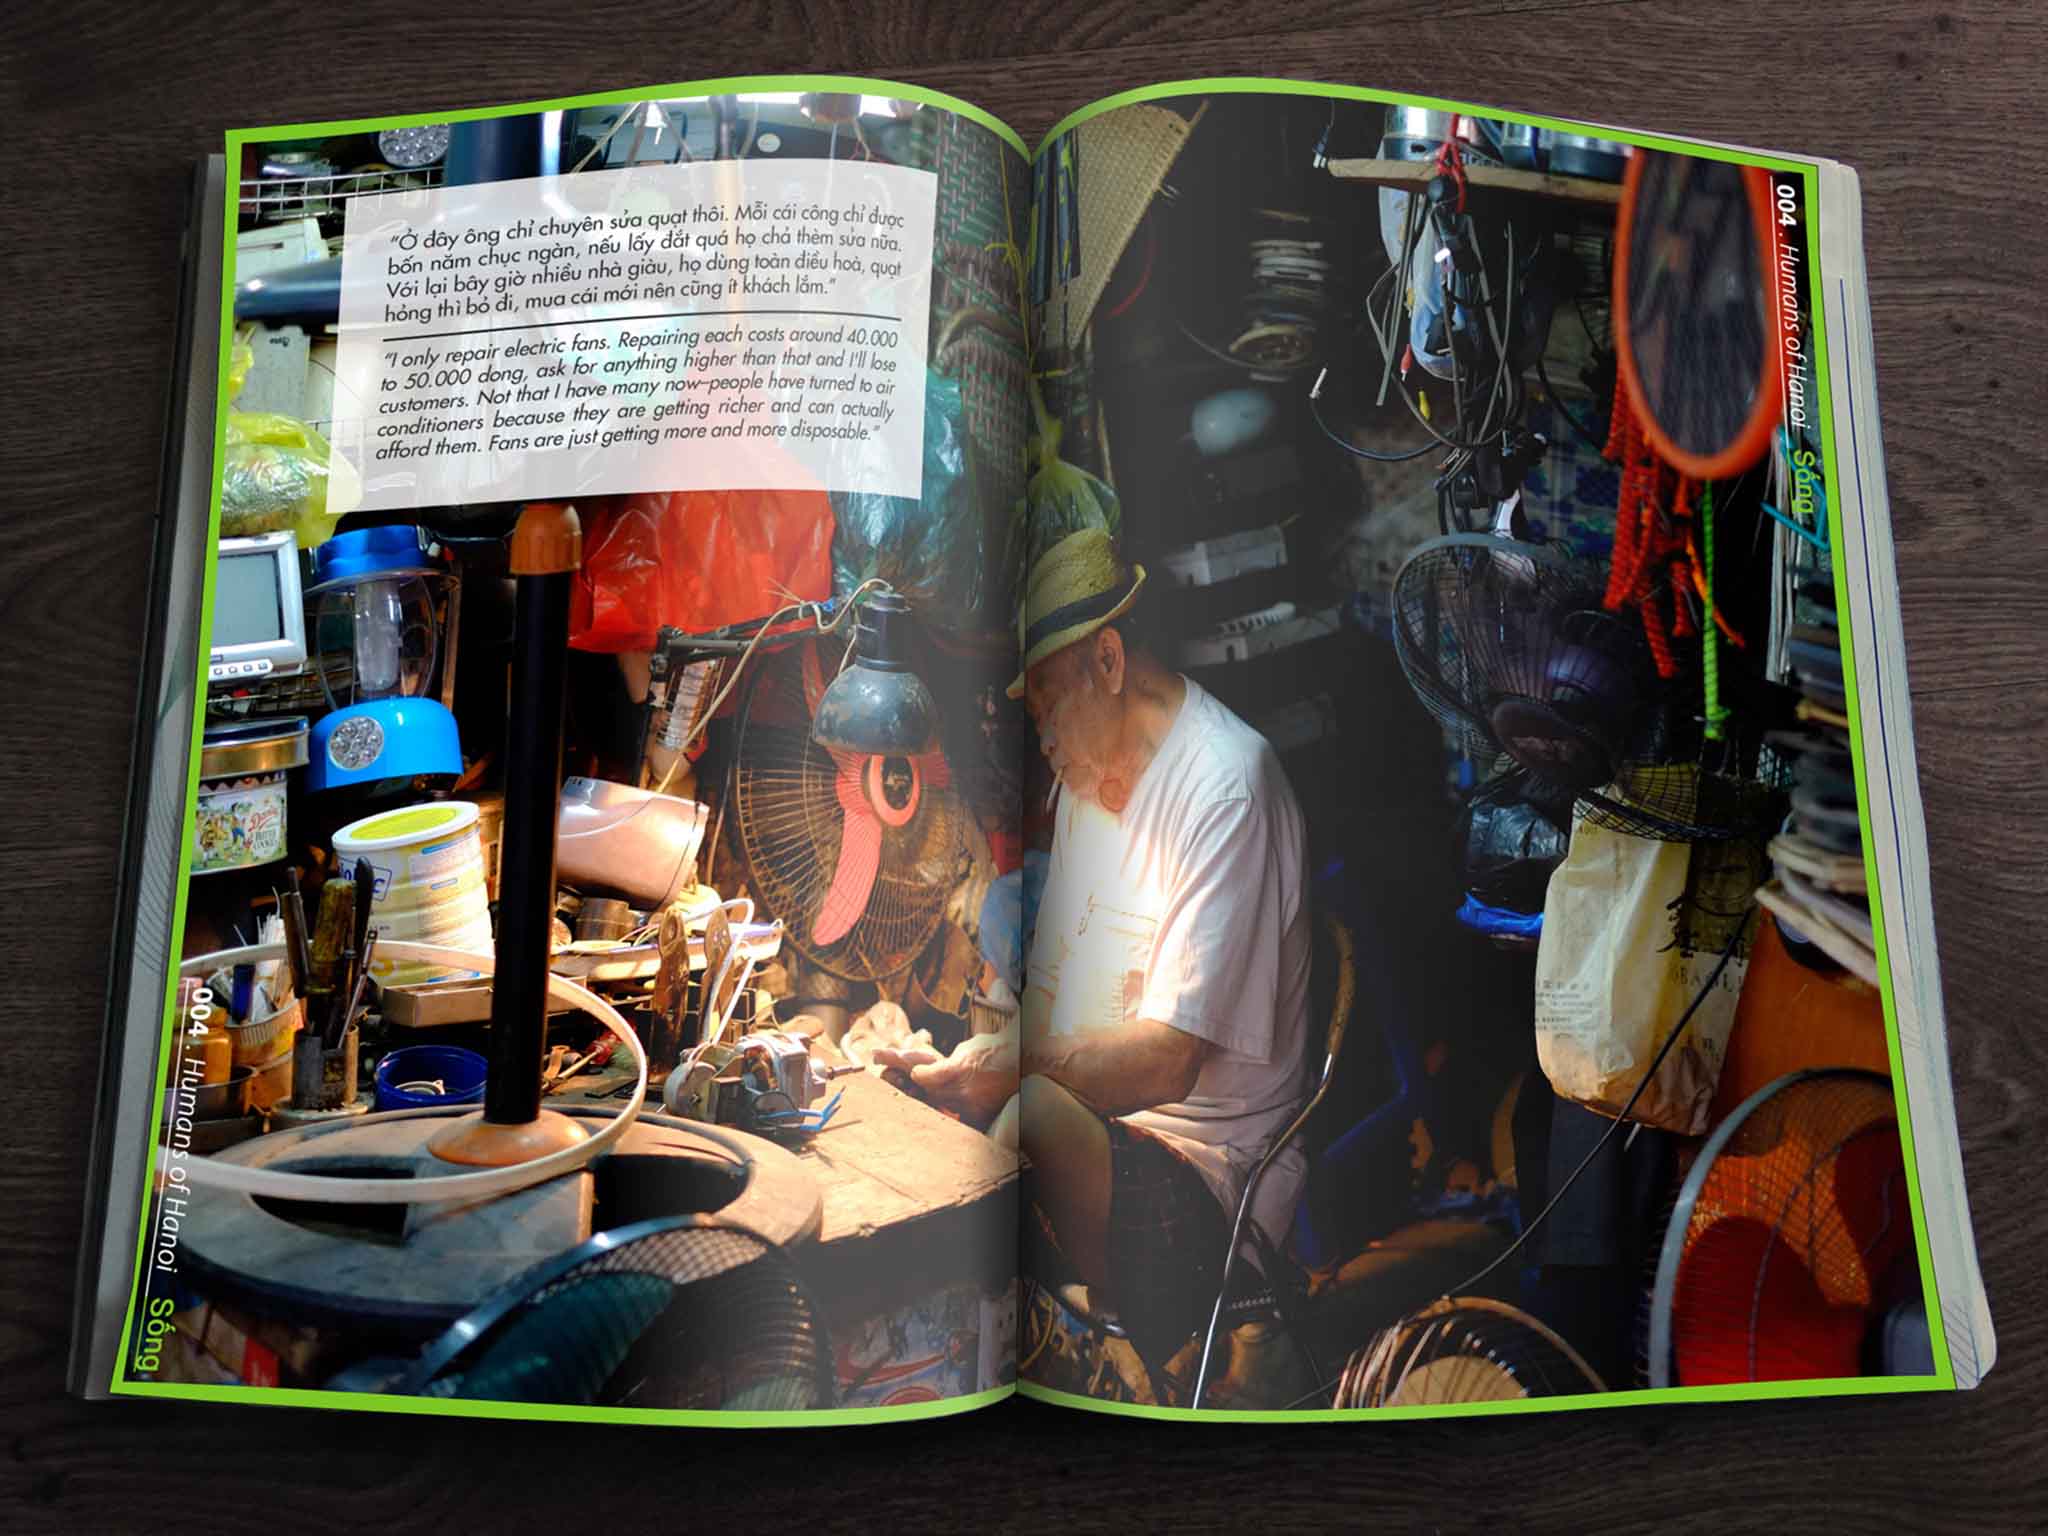 “Ở đây ông chỉ chuyên sửa quạt thôi. Mỗi cái công chỉ được
bốn năm chục ngàn, nếu lấy đắt quá họ chả thèm sửa nữa.
Với lại bây giờ nhiều nhà giàu, họ dùng toàn điều hoà, quạt
hỏng thì bỏ đi, mua cái mới nên cũng ít khách lắm.”
“I only repair electric fans. Repairing each costs around 40.000
to 50.000 dong, ask for anything higher than that and I'll lose
customers. Not that I have many now–people have turned to air
conditioners because they are getting richer and can actually
afford them. Fans are just getting more and more disposable.”
004 . Humans of Hanoi Sống
004 . Humans of Hanoi Sống